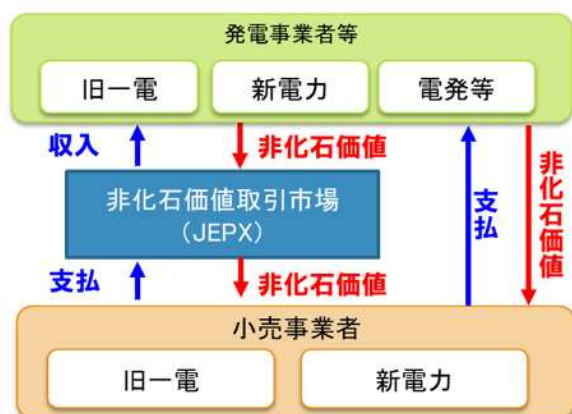 発電事業者等
旧一電
新電力
電発等
収入
非化石価値
非化石価値取引市場
（JEPX）
支払
非化石価値
支払
非化石価値
小売事業者
旧一電
新電力